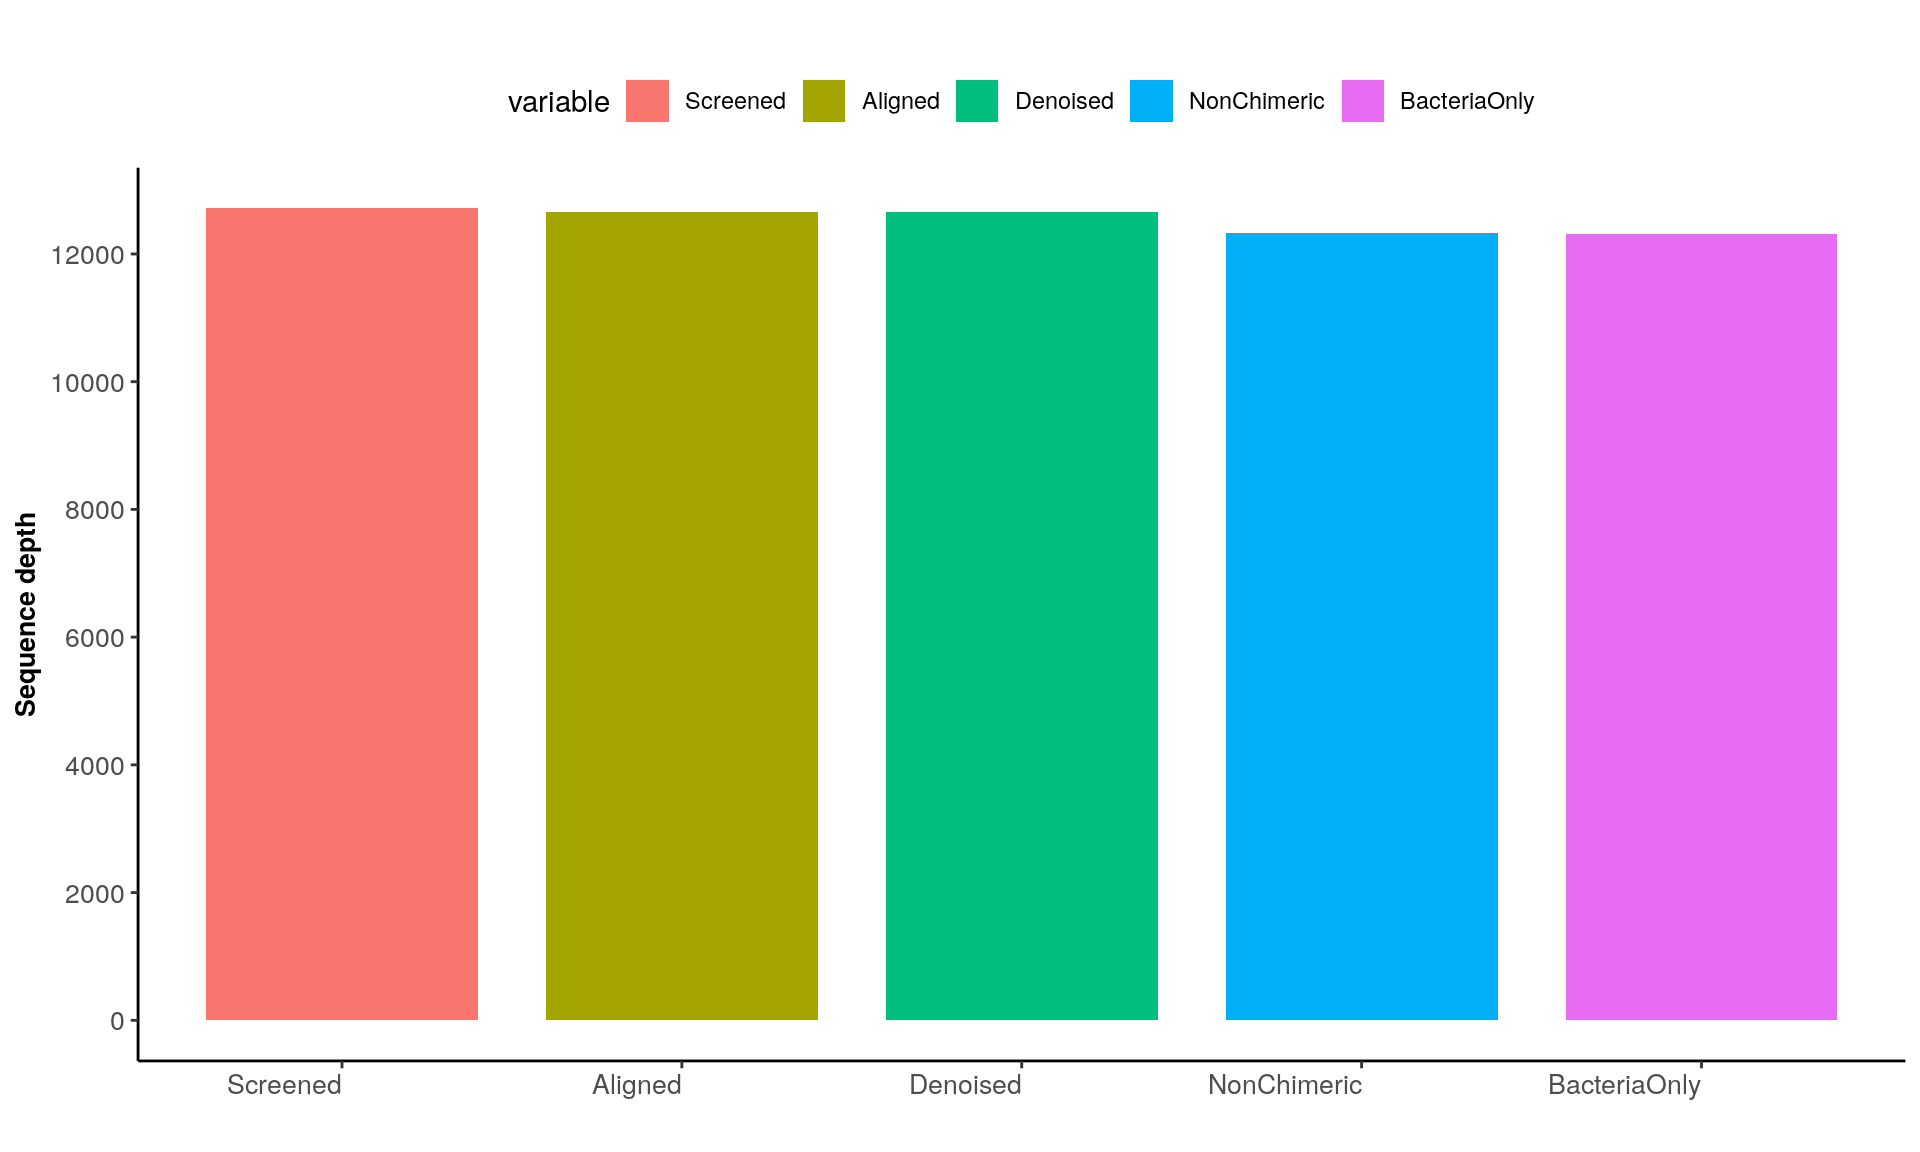 variable Screened Aligned Denoised NonChimeric BacteriaOnly
Sequence depth
12000
10000
8000
6000
4000
2000
0
Screened Aligned Denoised NonChimeric BacteriaOnly